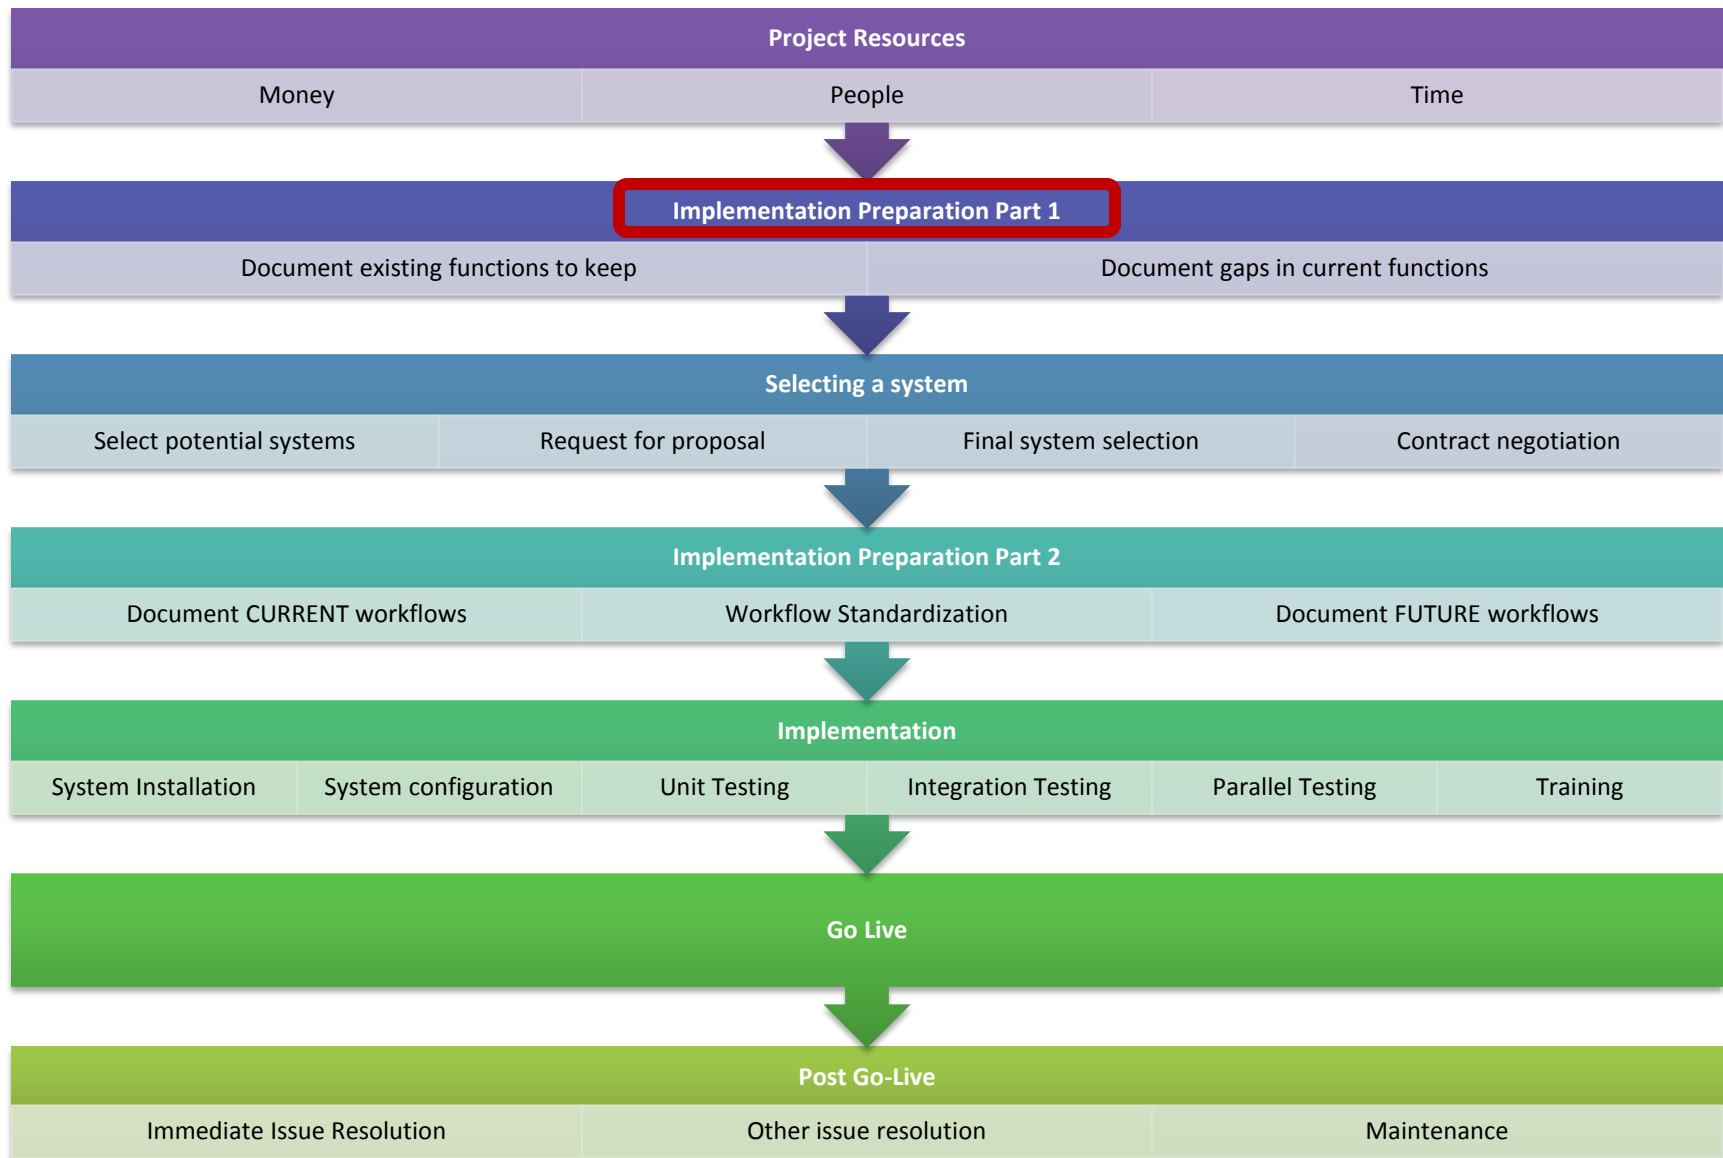 Project Resources
Money People Time
Implementation Preparation Part 1
Document existing functions to keep Document gaps in current functions
Selecting a system
Select potential systems Request for proposal Final system selection Contract negotiation
Implementation Preparation Part 2
Document CURRENT workflows Workflow Standardization Document FUTURE workflows
Implementation
System Installation System configuration Unit Testing Integration Testing Parallel Testing Training
Go Live
Post Go-Live
Immediate Issue Resolution Other issue resolution Maintenance